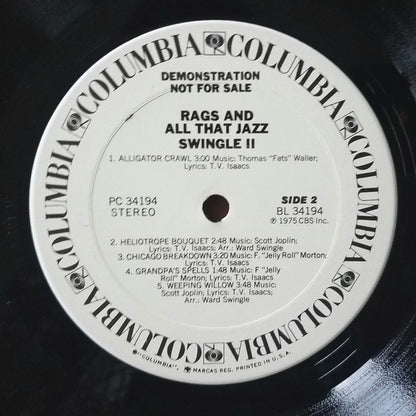 COLUMBIA COLUMBIA COLUMBIA COLUMBIA COLUMBIA COLUMBIA
DEMONSTRATION
NOT FOR SALE
RAGS AND
ALL THAT JAZZ
SWINGLE II
1. ALLIGATOR CRAWL 3:00 Music: Thomas "Fats" Waller;
Lyrics: T.V. Isaacs
PC 34194
STEREO
SIDE 2
BL 34194
℗ 1975 CBS Inc.
2. HELIOTROPE BOUQUET 2:48 Music: Scott Joplin;
Lyrics: T.V. Isaacs; Arr.: Ward Swingle
3. CHICAGO BREAKDOWN 3:20 Music: F. "Jelly Roll" Morton;
Lyrics: T.V. Isaacs
4. GRANDPA'S SPELLS 1:48 Music: F. "Jelly
Roll" Morton; Lyrics: T.V. Isaacs
5. WEEPING WILLOW 3:48 Music:
Scott Joplin; Lyrics: T.V. Isaacs;
Arr.: Ward Swingle
® "COLUMBIA", MARCAS REG. PRINTED IN U.S.A.